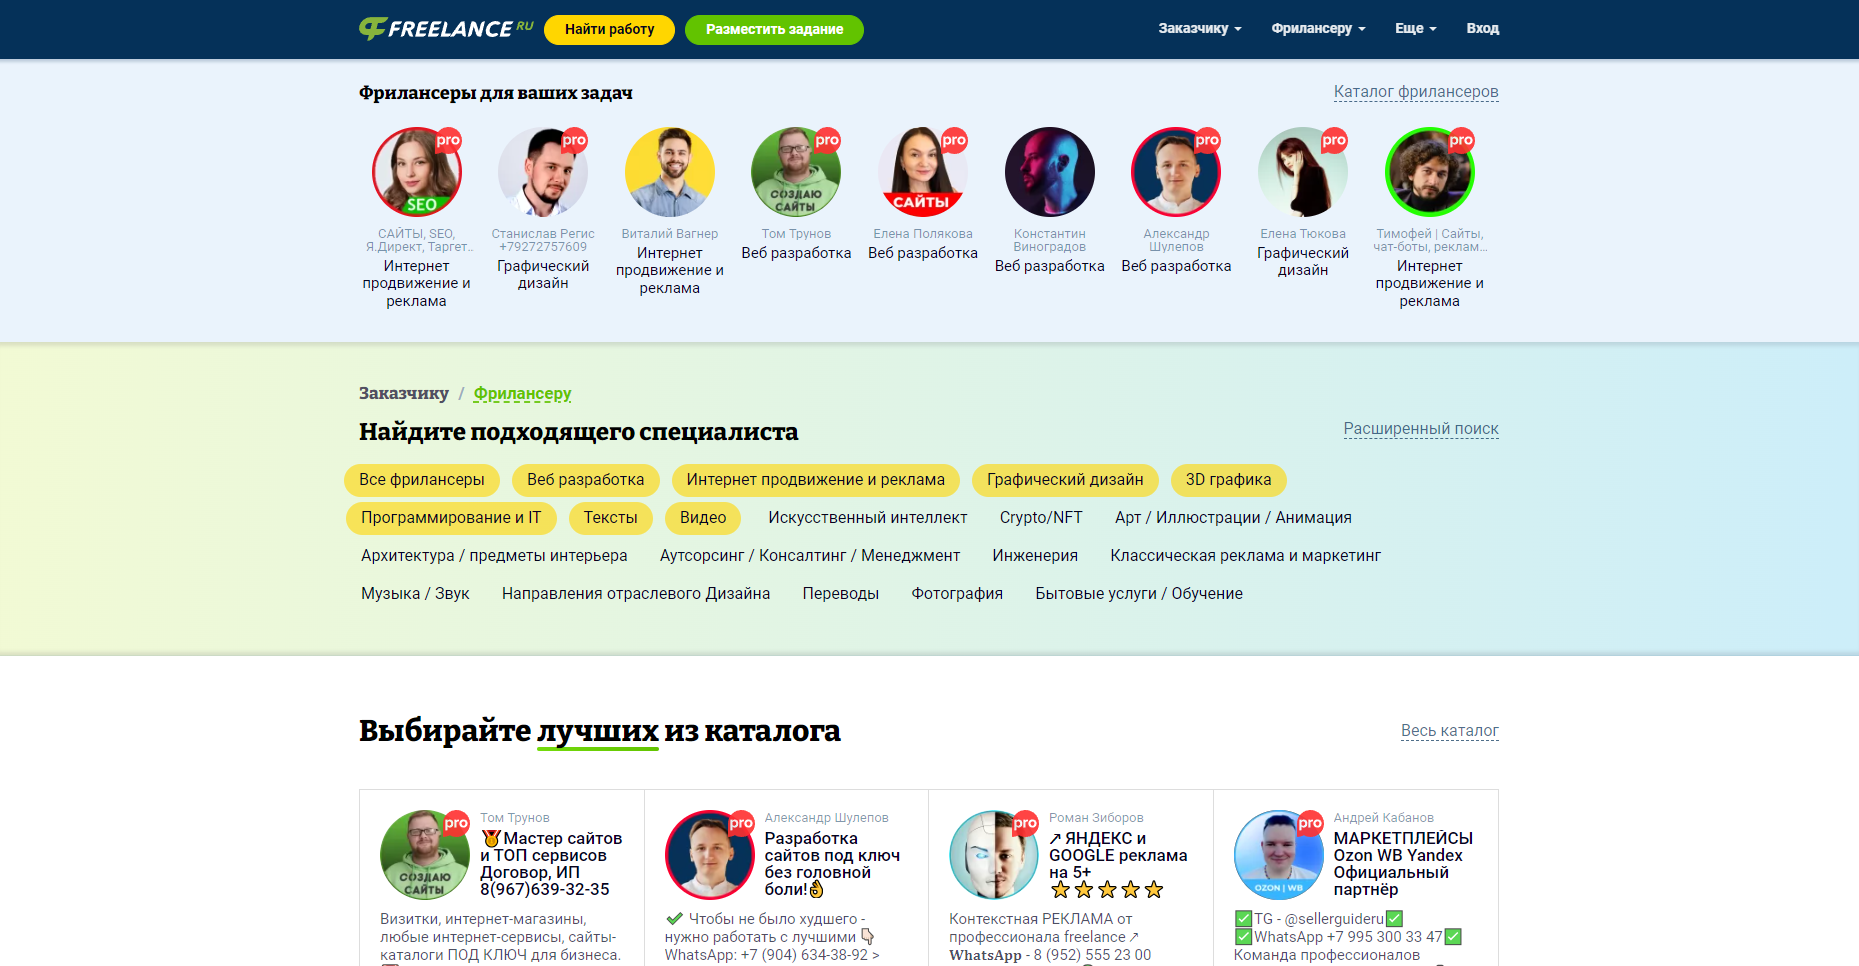 FREELANCE RU
Найти работу
Разместить задание
Заказчику
Фрилансеру
Еще
Вход
Фрилансеры для ваших задач
Каталог фрилансеров
pro
SEO
САЙТЫ, SEO,
Я.Директ, Таргет..
Интернет
продвижение и
реклама
pro
Станислав Регис
+79272757609
Графический
дизайн
Виталий Вагнер
Интернет
продвижение и
реклама
pro
СОЗДАЮ
САЙТЫ
Том Трунов
Веб разработка
pro
САЙТЫ
Елена Полякова
Веб разработка
Константин
Виноградов
Веб разработка
pro
Александр
Шулепов
Веб разработка
pro
Елена Тюкова
Графический
дизайн
pro
Тимофей | Сайты,
чат-боты, реклам...
Интернет
продвижение и
реклама
Заказчику / Фрилансеру
Найдите подходящего специалиста
Расширенный поиск
Все фрилансеры Веб разработка Интернет продвижение и реклама Графический дизайн 3D графика
Программирование и IT Тексты Видео Искусственный интеллект Crypto/NFT Арт / Иллюстрации / Анимация
Архитектура / предметы интерьера Аутсорсинг / Консалтинг / Менеджмент Инженерия Классическая реклама и маркетинг
Музыка / Звук Направления отраслевого Дизайна Переводы Фотография Бытовые услуги / Обучение
Выбирайте лучших из каталога
Весь каталог
pro
СОЗДАЮ
САЙТЫ
Том Трунов
🏅Мастер сайтов
и ТОП сервисов
Договор, ИП
8(967)639-32-35
Визитки, интернет-магазины,
любые интернет-сервисы, сайты-
каталоги ПОД КЛЮЧ для бизнеса.
pro
Александр Шулепов
Разработка
сайтов под ключ
без головной
боли!👌
✔ Чтобы не было худшего -
нужно работать с лучшими 👇
WhatsApp: +7 (904) 634-38-92 >
pro
Роман Зиборов
↗ ЯНДЕКС и
GOOGLE реклама
на 5+
⭐⭐⭐⭐⭐
Контекстная РЕКЛАМА от
профессионала freelance ↗
WhatsApp - 8 (952) 555 23 00
pro
OZON | WB
Андрей Кабанов
МАРКЕТПЛЕЙСЫ
Ozon WB Yandex
Официальный
партнёр
✅TG - @sellerguideru✅
✅WhatsApp +7 995 300 33 47✅
Команда профессионалов